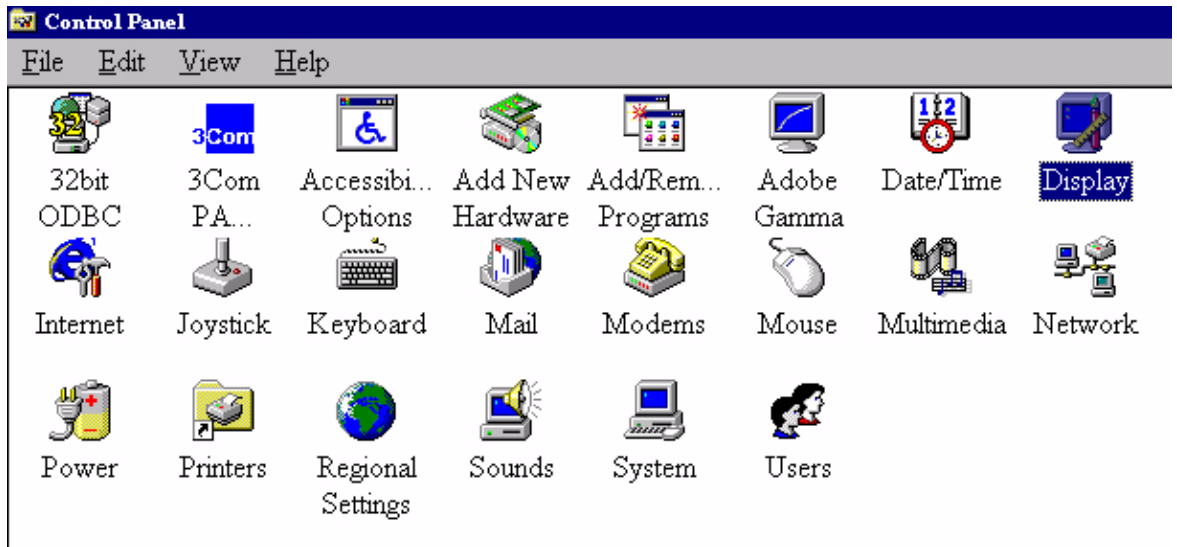 Control Panel
File Edit View Help
32
3Com
1 2
32bit ODBC
3Com PA...
Accessibi... Options
Add New Hardware
Add/Rem... Programs
Adobe Gamma
Date/Time
Display
Internet
Joystick
Keyboard
Mail
Modems
Mouse
Multimedia
Network
Power
Printers
Regional Settings
Sounds
System
Users